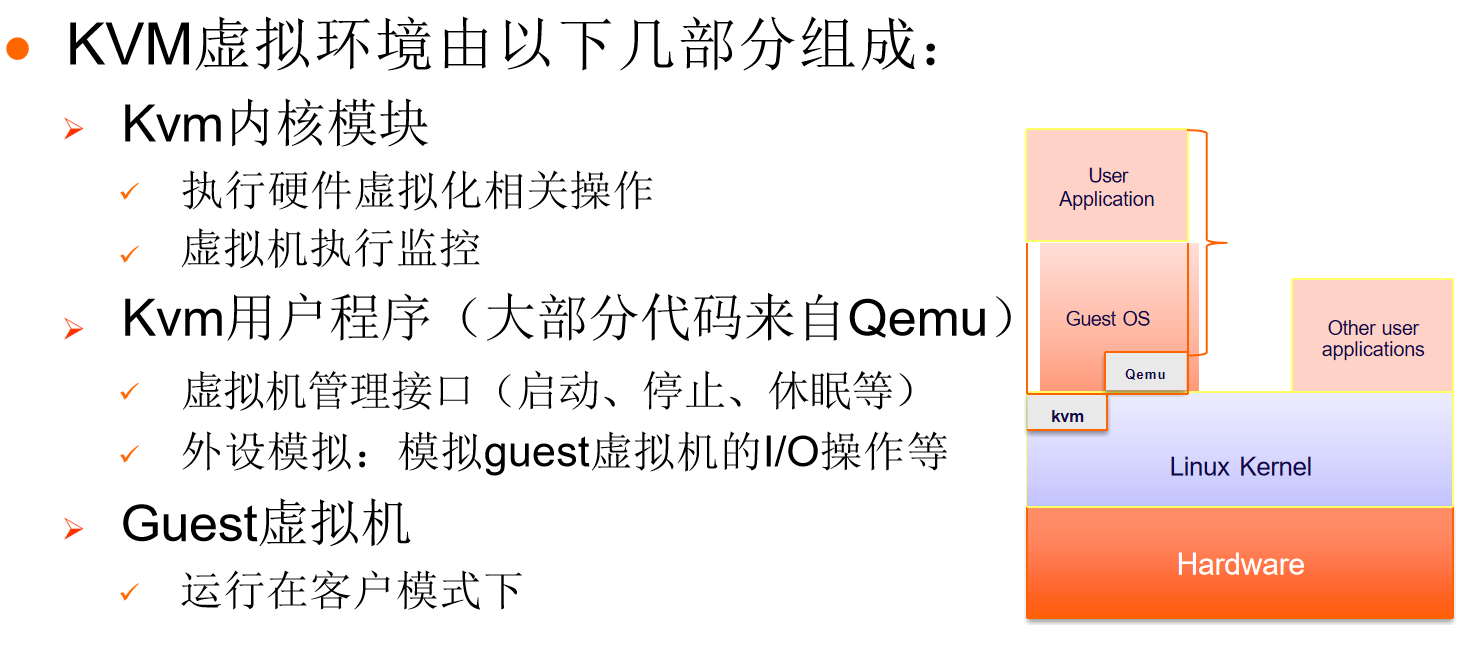 KVM虚拟环境由以下几部分组成：
Kvm内核模块
执行硬件虚拟化相关操作
虚拟机执行监控
Kvm用户程序（大部分代码来自Qemu）
虚拟机管理接口（启动、停止、休眠等）
外设模拟：模拟guest虚拟机的I/O操作等
Guest虚拟机
运行在客户模式下
User
Application
Guest OS
Qemu
Other user
applications
kvm
Linux Kernel
Hardware